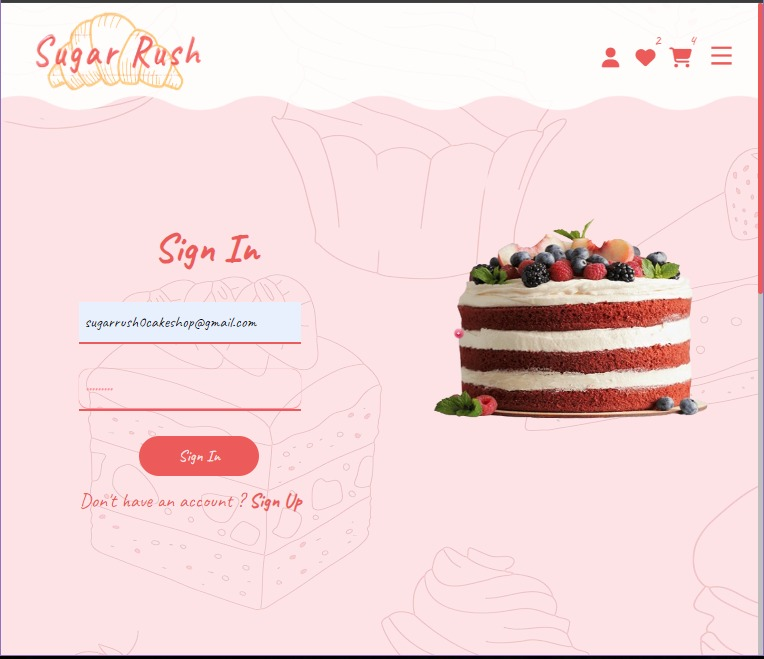 Sugar Rush
2
4
Sign In
sugarrush0cakeshop@gmail.com
.........
Sign In
Don't have an account ? Sign Up